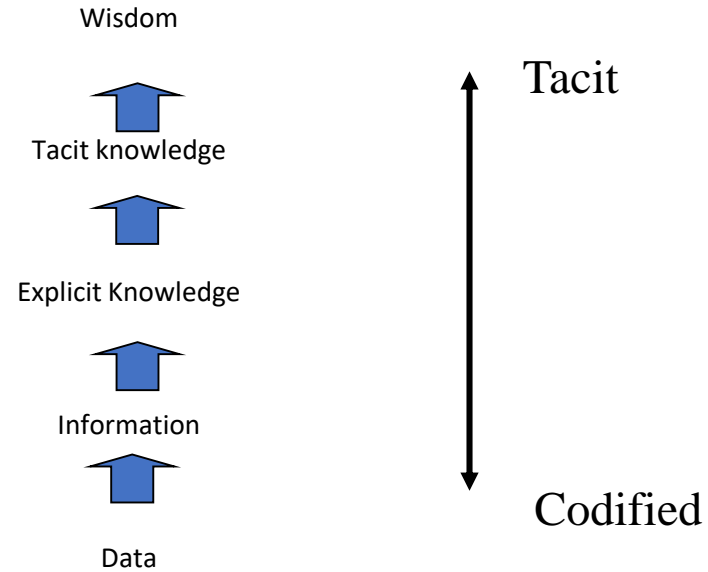 Wisdom
Tacit
Tacit knowledge
Explicit Knowledge
Information
Codified
Data